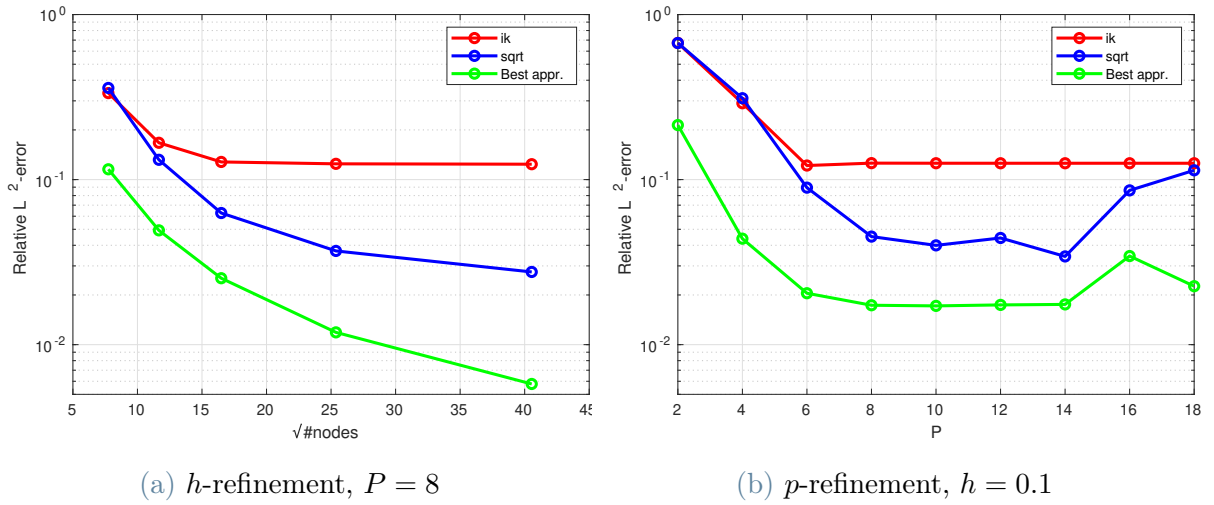 10^0
10^-1
10^-2
Relative L^2-error
5 10 15 20 25 30 35 40 45
√#nodes
ik
sqrt
Best appr.
(a) h-refinement, P = 8
10^0
10^-1
10^-2
Relative L^2-error
2 4 6 8 10 12 14 16 18
P
ik
sqrt
Best appr.
(b) p-refinement, h = 0.1